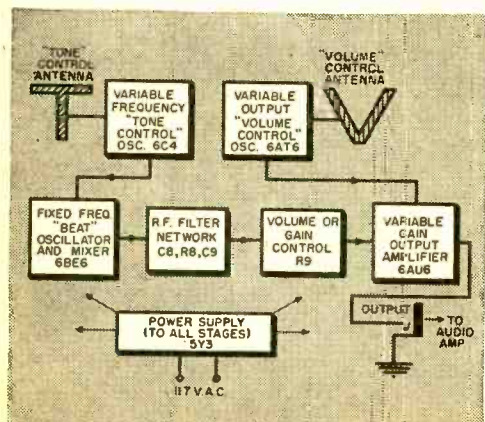 "TONE"
CONTROL
ANTENNA
VARIABLE
FREQUENCY
"TONE
CONTROL"
OSC. 6C4
VARIABLE
OUTPUT
"VOLUME
CONTROL"
OSC. 6AT6
"VOLUME"
CONTROL
ANTENNA
FIXED FREQ.
"BEAT"
OSCILLATOR
AND MIXER
6BE6
R.F. FILTER
NETWORK
C8, R8, C9
VOLUME OR
GAIN
CONTROL
R9
VARIABLE
GAIN
OUTPUT
AMPLIFIER
6AU6
POWER SUPPLY
(TO ALL STAGES)
5Y3
117 V.A.C.
OUTPUT
TO
AUDIO
AMP